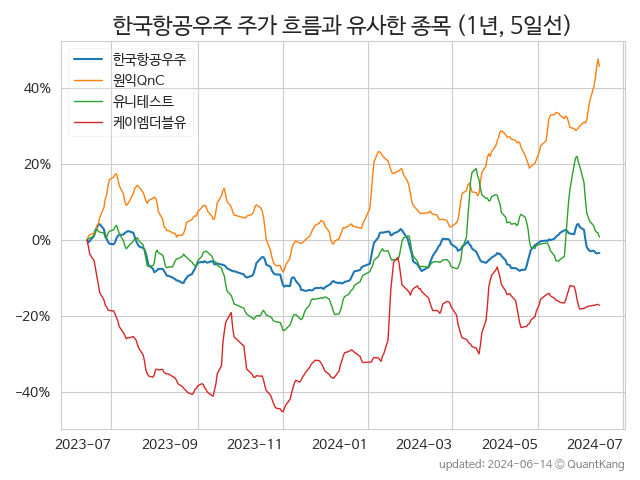 한국항공우주 주가 흐름과 유사한 종목 (1년, 5일선)
한국항공우주
원익QnC
유니테스트
케이엠더블유
40%
20%
0%
−20%
−40%
2023-07 2023-09 2023-11 2024-01 2024-03 2024-05 2024-07
updated: 2024-06-14 © QuantKang